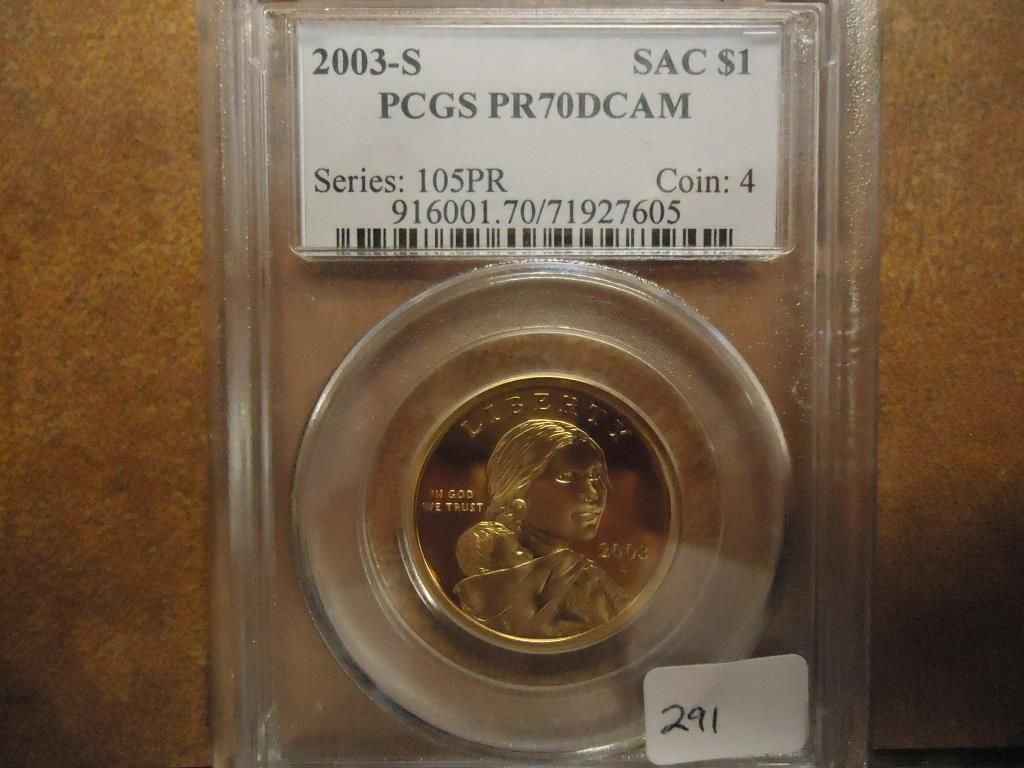 2003-S SAC $1
PCGS PR70DCAM
Series: 105PR Coin: 4
916001.70/71927605
LIBERTY
IN GOD
WE TRUST
2003
S
291